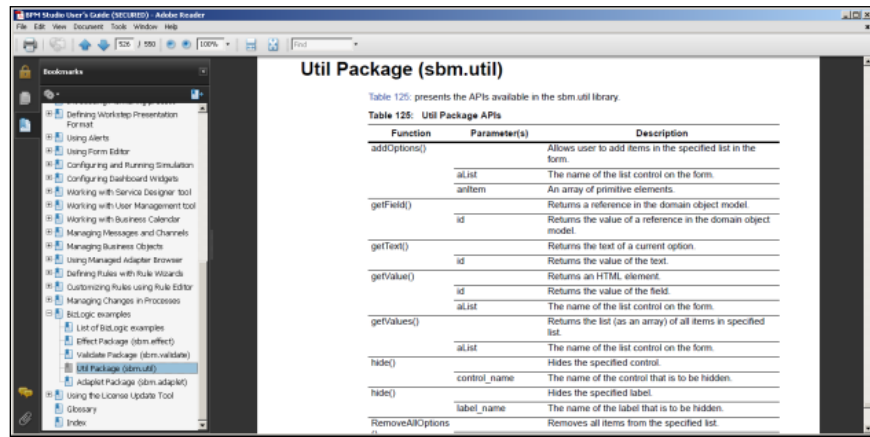 BPM Studio User's Guide (SECURED) - Adobe Reader
File Edit View Document Tools Window Help
526 / 550 100% Find
Bookmarks
Defining Workstep Presentation
Format
Using Alerts
Using Form Editor
Configuring and Running Simulation
Configuring Dashboard Widgets
Working with Service Designer tool
Working with User Management tool
Working with Business Calendar
Managing Messages and Channels
Managing Business Objects
Using Managed Adapter Browser
Defining Rules with Rule Wizards
Customizing Rules using Rule Editor
Managing Changes in Processes
BizLogic examples
List of BizLogic examples
Effect Package (sbm.effect)
Validate Package (sbm.validate)
Util Package (sbm.util)
Adaplet Package (sbm.adaplet)
Using the License Update Tool
Glossary
Index
Util Package (sbm.util)
Table 125: presents the APIs available in the sbm.util library.
Table 125: Util Package APIs
Function Parameter(s) Description
addOptions() Allows user to add items in the specified list in the
form.
aList The name of the list control on the form.
anItem An array of primitive elements.
getField() Returns a reference in the domain object model.
id Returns the value of a reference in the domain object
model.
getText() Returns the text of a current option.
id Returns the value of the text.
getValue() Returns an HTML element.
id Returns the value of the field.
aList The name of the list control on the form.
getValues() Returns the list (as an array) of all items in specified
list.
aList The name of the list control on the form.
hide() Hides the specified control.
control_name The name of the control that is to be hidden.
hide() Hides the specified label.
label_name The name of the label that is to be hidden.
RemoveAllOptions Removes all items from the specified list.